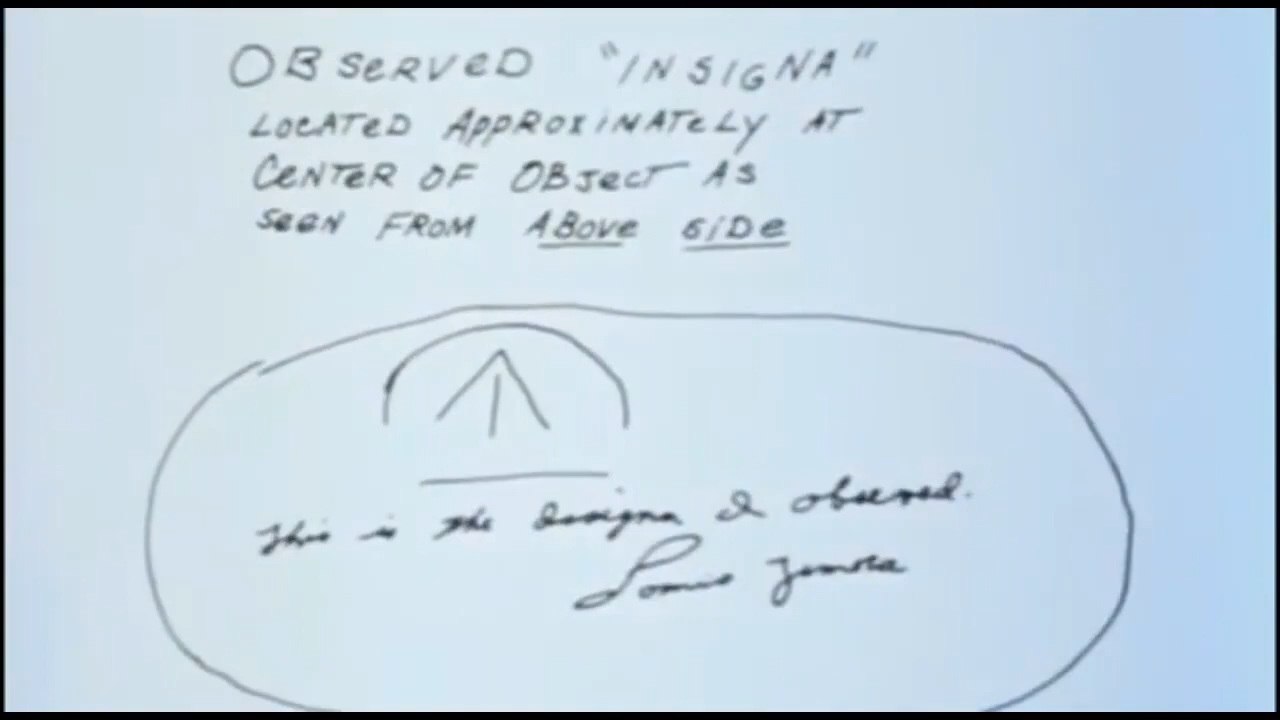 OBSERVED "INSIGNA"
LOCATED APPROXIMATELY AT
CENTER OF OBJECT AS
SEEN FROM ABOVE SIDE
This is the insigna I observed.
Lonnie Zamora